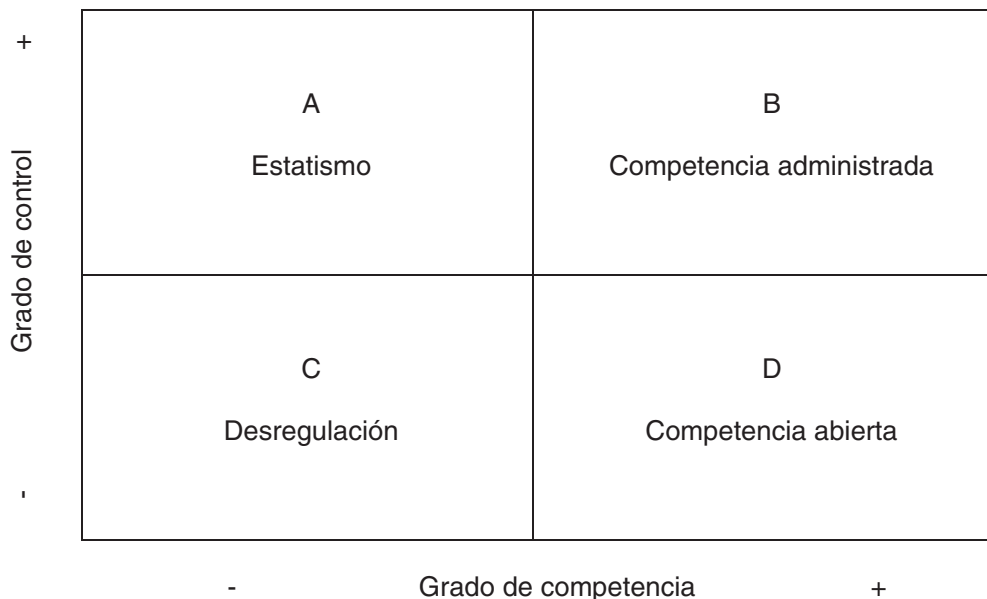 +
A
B
Estatismo
Competencia administrada
Grado de control
C
D
Desregulación
Competencia abierta
-
- Grado de competencia +